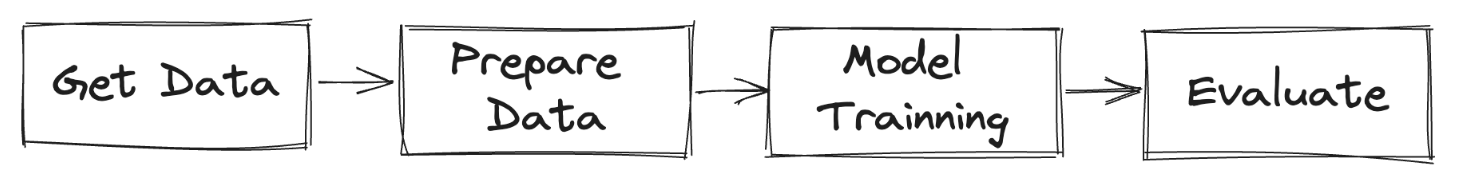 Get Data
Prepare
Data
Model
Trainning
Evaluate